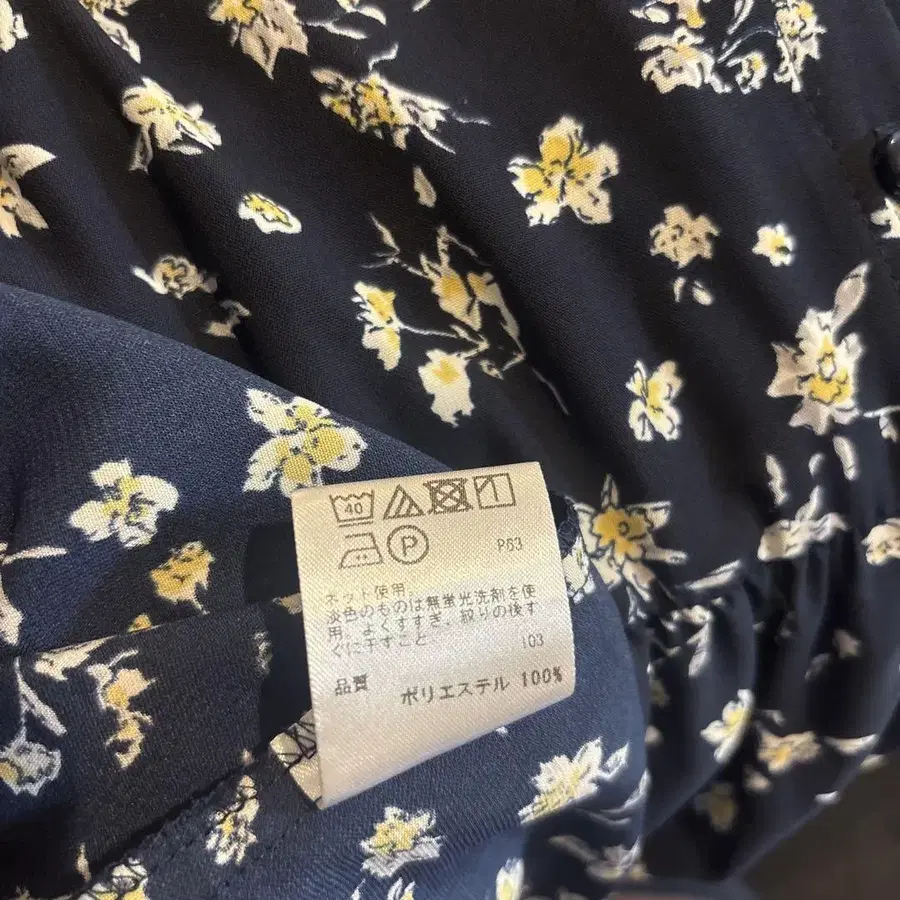 40
P
P63
ネット使用。
淡色のものは無蛍光洗剤を使
用。よくすすぎ、絞りの後す
ぐに干すこと
103
品質 ポリエステル 100%